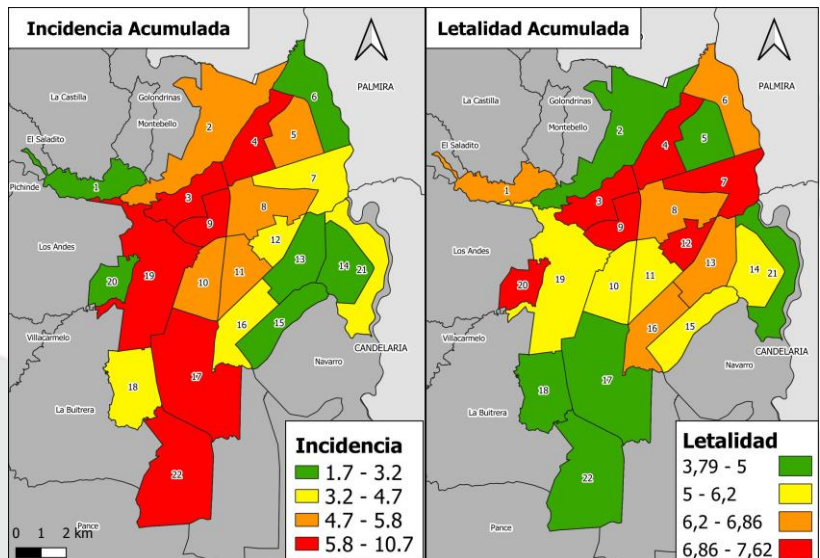 Incidencia Acumulada
PALMIRA
La Castilla
Golondrinas
Montebello
El Saladito
Pichinde
Los Andes
Villacarmelo
La Buitrera
Pance
Navarro
CANDELARIA
1
2
3
4
5
6
7
8
9
10
11
12
13
14
15
16
17
18
19
20
21
22
0 1 2 km
Incidencia
1.7 - 3.2
3.2 - 4.7
4.7 - 5.8
5.8 - 10.7
Letalidad Acumulada
PALMIRA
La Castilla
Golondrinas
Montebello
El Saladito
Pichinde
Los Andes
Villacarmelo
La Buitrera
Pance
Navarro
CANDELARIA
1
2
3
4
5
6
7
8
9
10
11
12
13
14
15
16
17
18
19
20
21
22
Letalidad
3,79 - 5
5 - 6,2
6,2 - 6,86
6,86 - 7,62